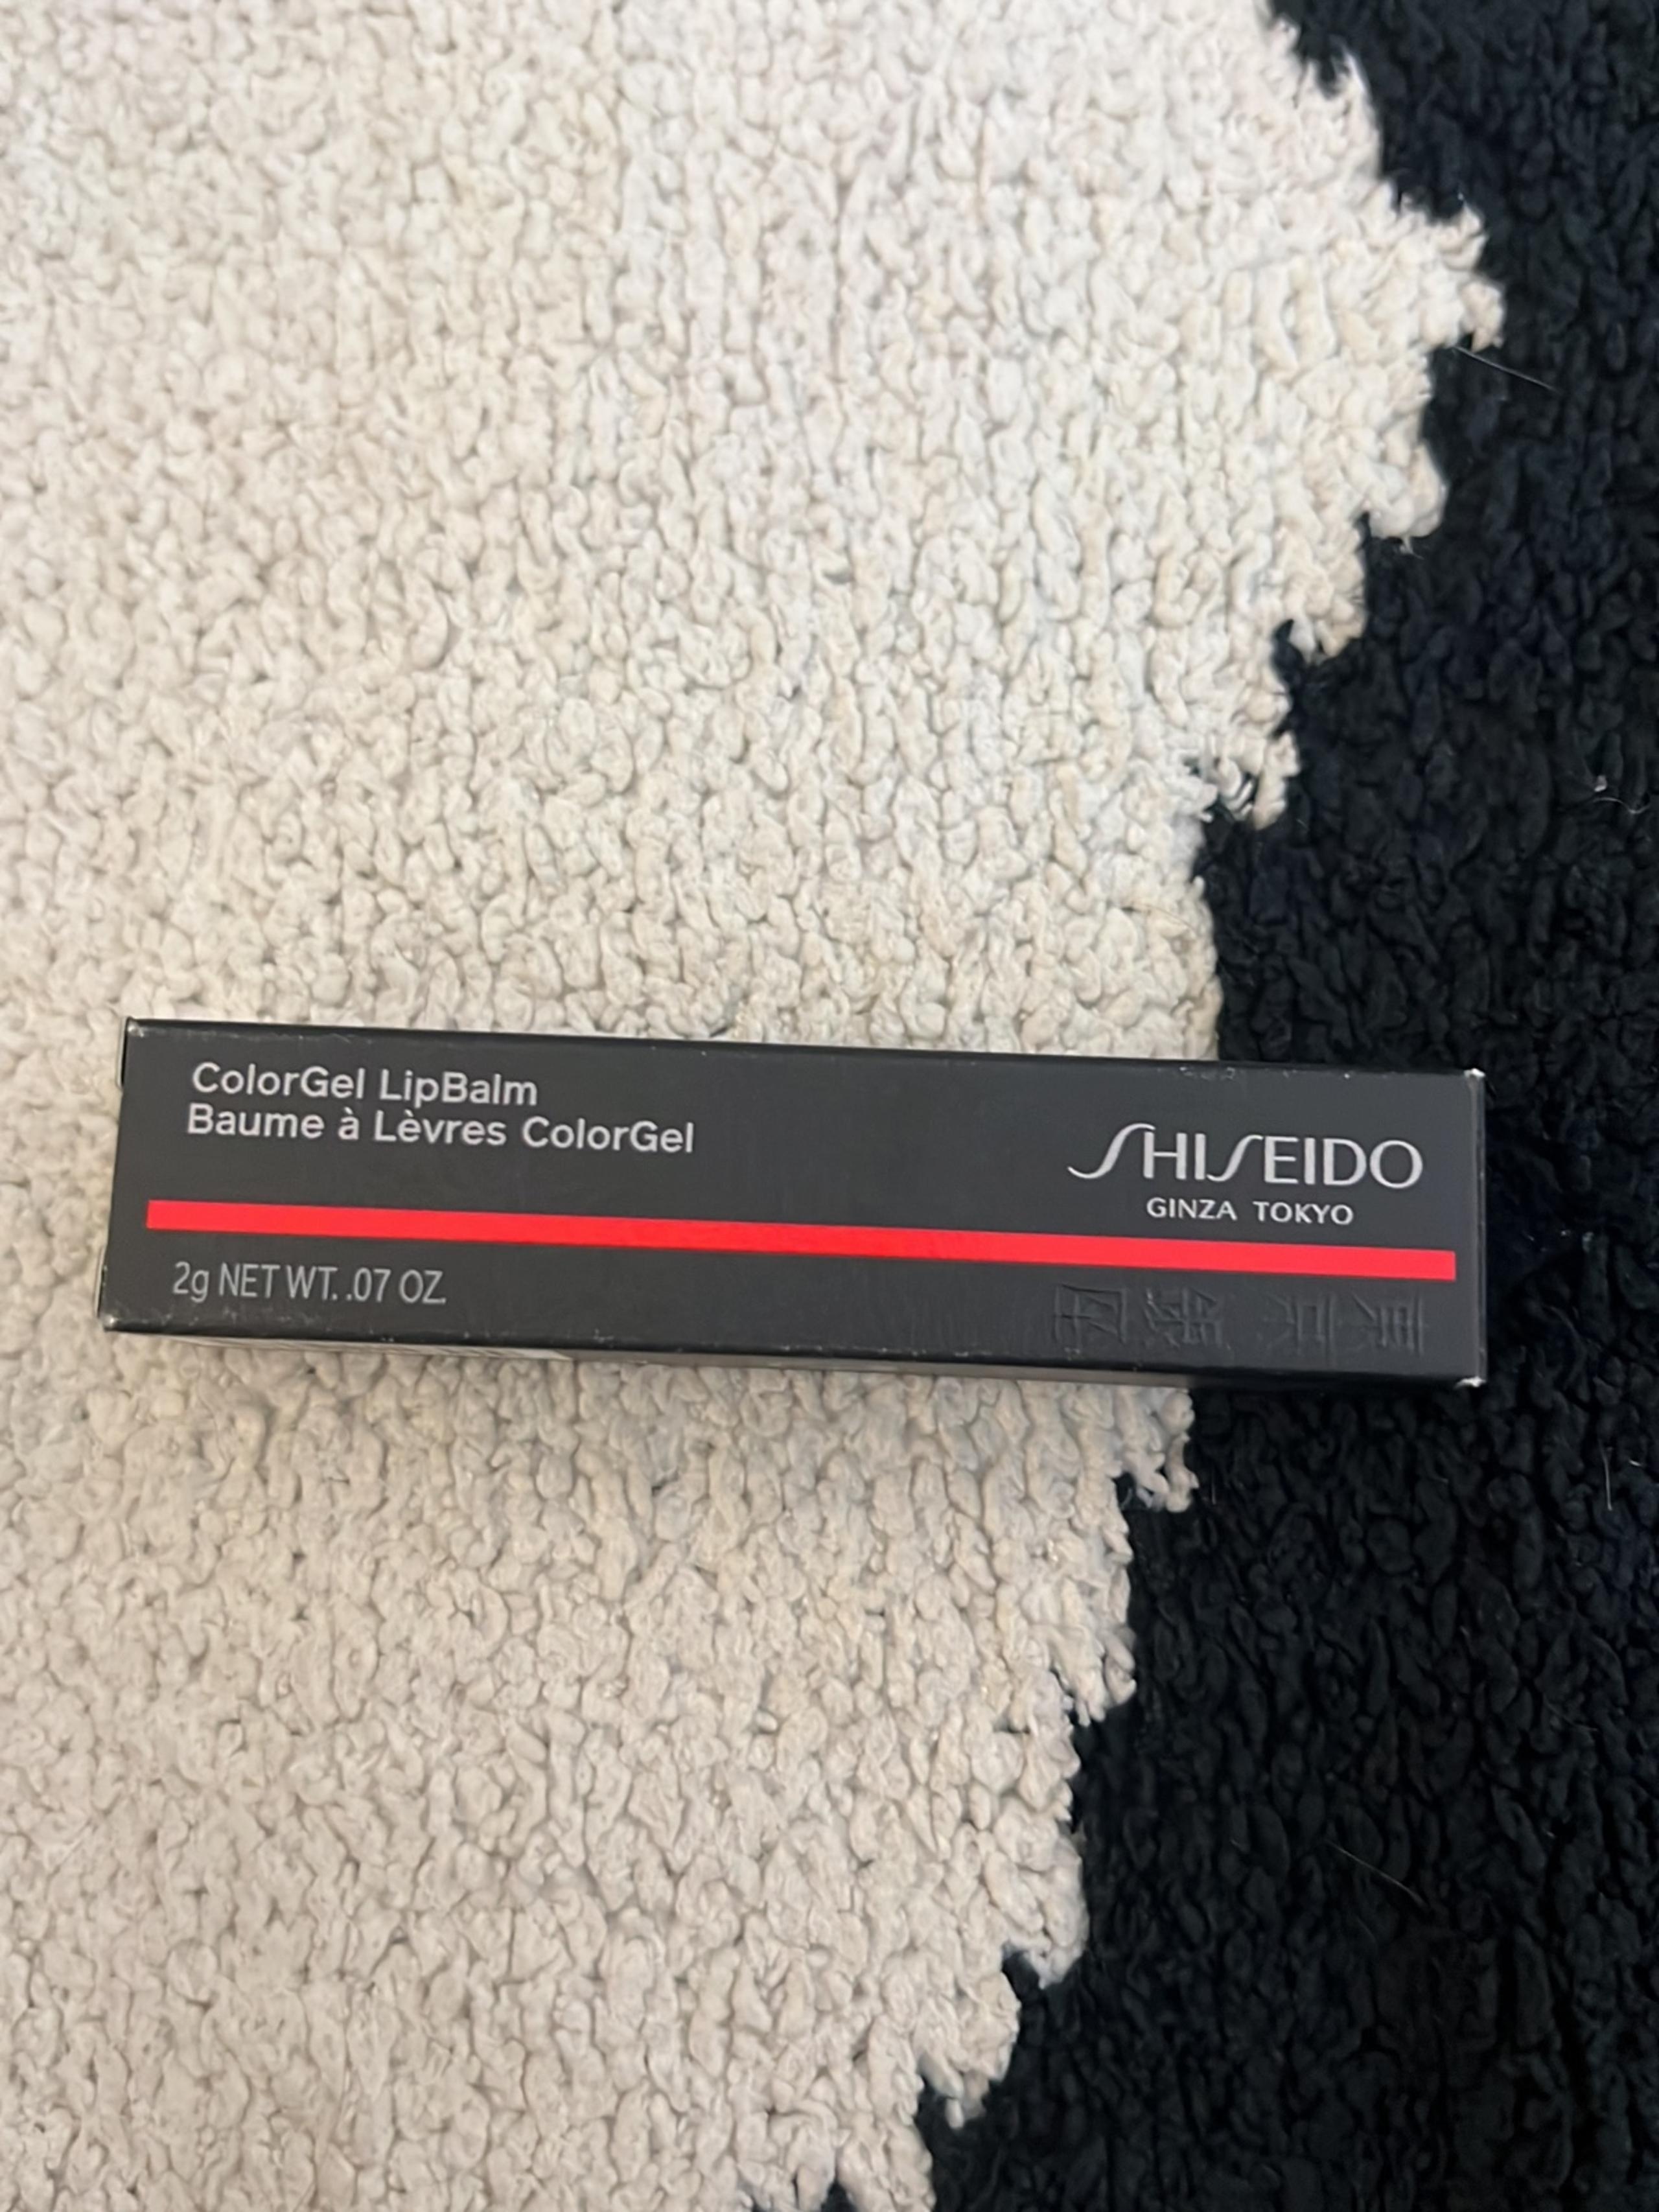 ColorGel LipBalm
Baume à Lèvres ColorGel
SHISEIDO
GINZA TOKYO
2g NET WT. .07 OZ.